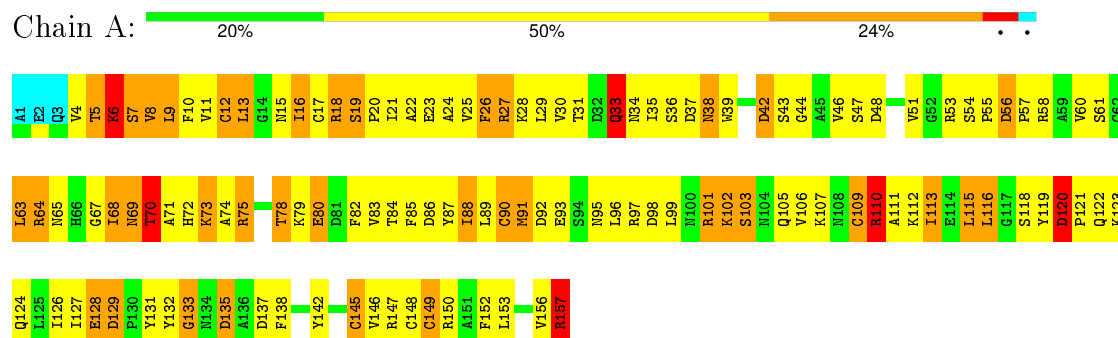 Chain A:
20% 50% 24% • •
A1 E2 Q3 V4 T5 K6 S7 V8 L9 F10 V11 C12 L13 G14 N15 I16 C17 R18 S19 P20 I21 A22 E23 A24 V25 F26 R27 K28 L29 V30 T31 D32 Q33 N34 I35 S36 D37 N38 W39 D42 S43 G44 A45 V46 S47 D48 V51 G52 R53 S54 P55 D56 P57 R58 A59 V60 S61 C62
L63 R64 N65 H66 G67 I68 N69 T70 A71 H72 K73 A74 R75 T78 K79 E80 D81 F82 V83 T84 F85 D86 Y87 I88 L89 C90 M91 D92 E93 S94 N95 L96 R97 D98 L99 N100 R101 K102 S103 N104 Q105 V106 K107 N108 C109 R110 A111 K112 I113 E114 L115 L116 G117 S118 Y119 D120 P121 Q122 K123
Q124 L125 I126 I127 E128 D129 P130 Y131 Y132 G133 N134 D135 A136 D137 F138 Y142 C145 V146 R147 C148 C149 R150 A151 F152 L153 V156 R157